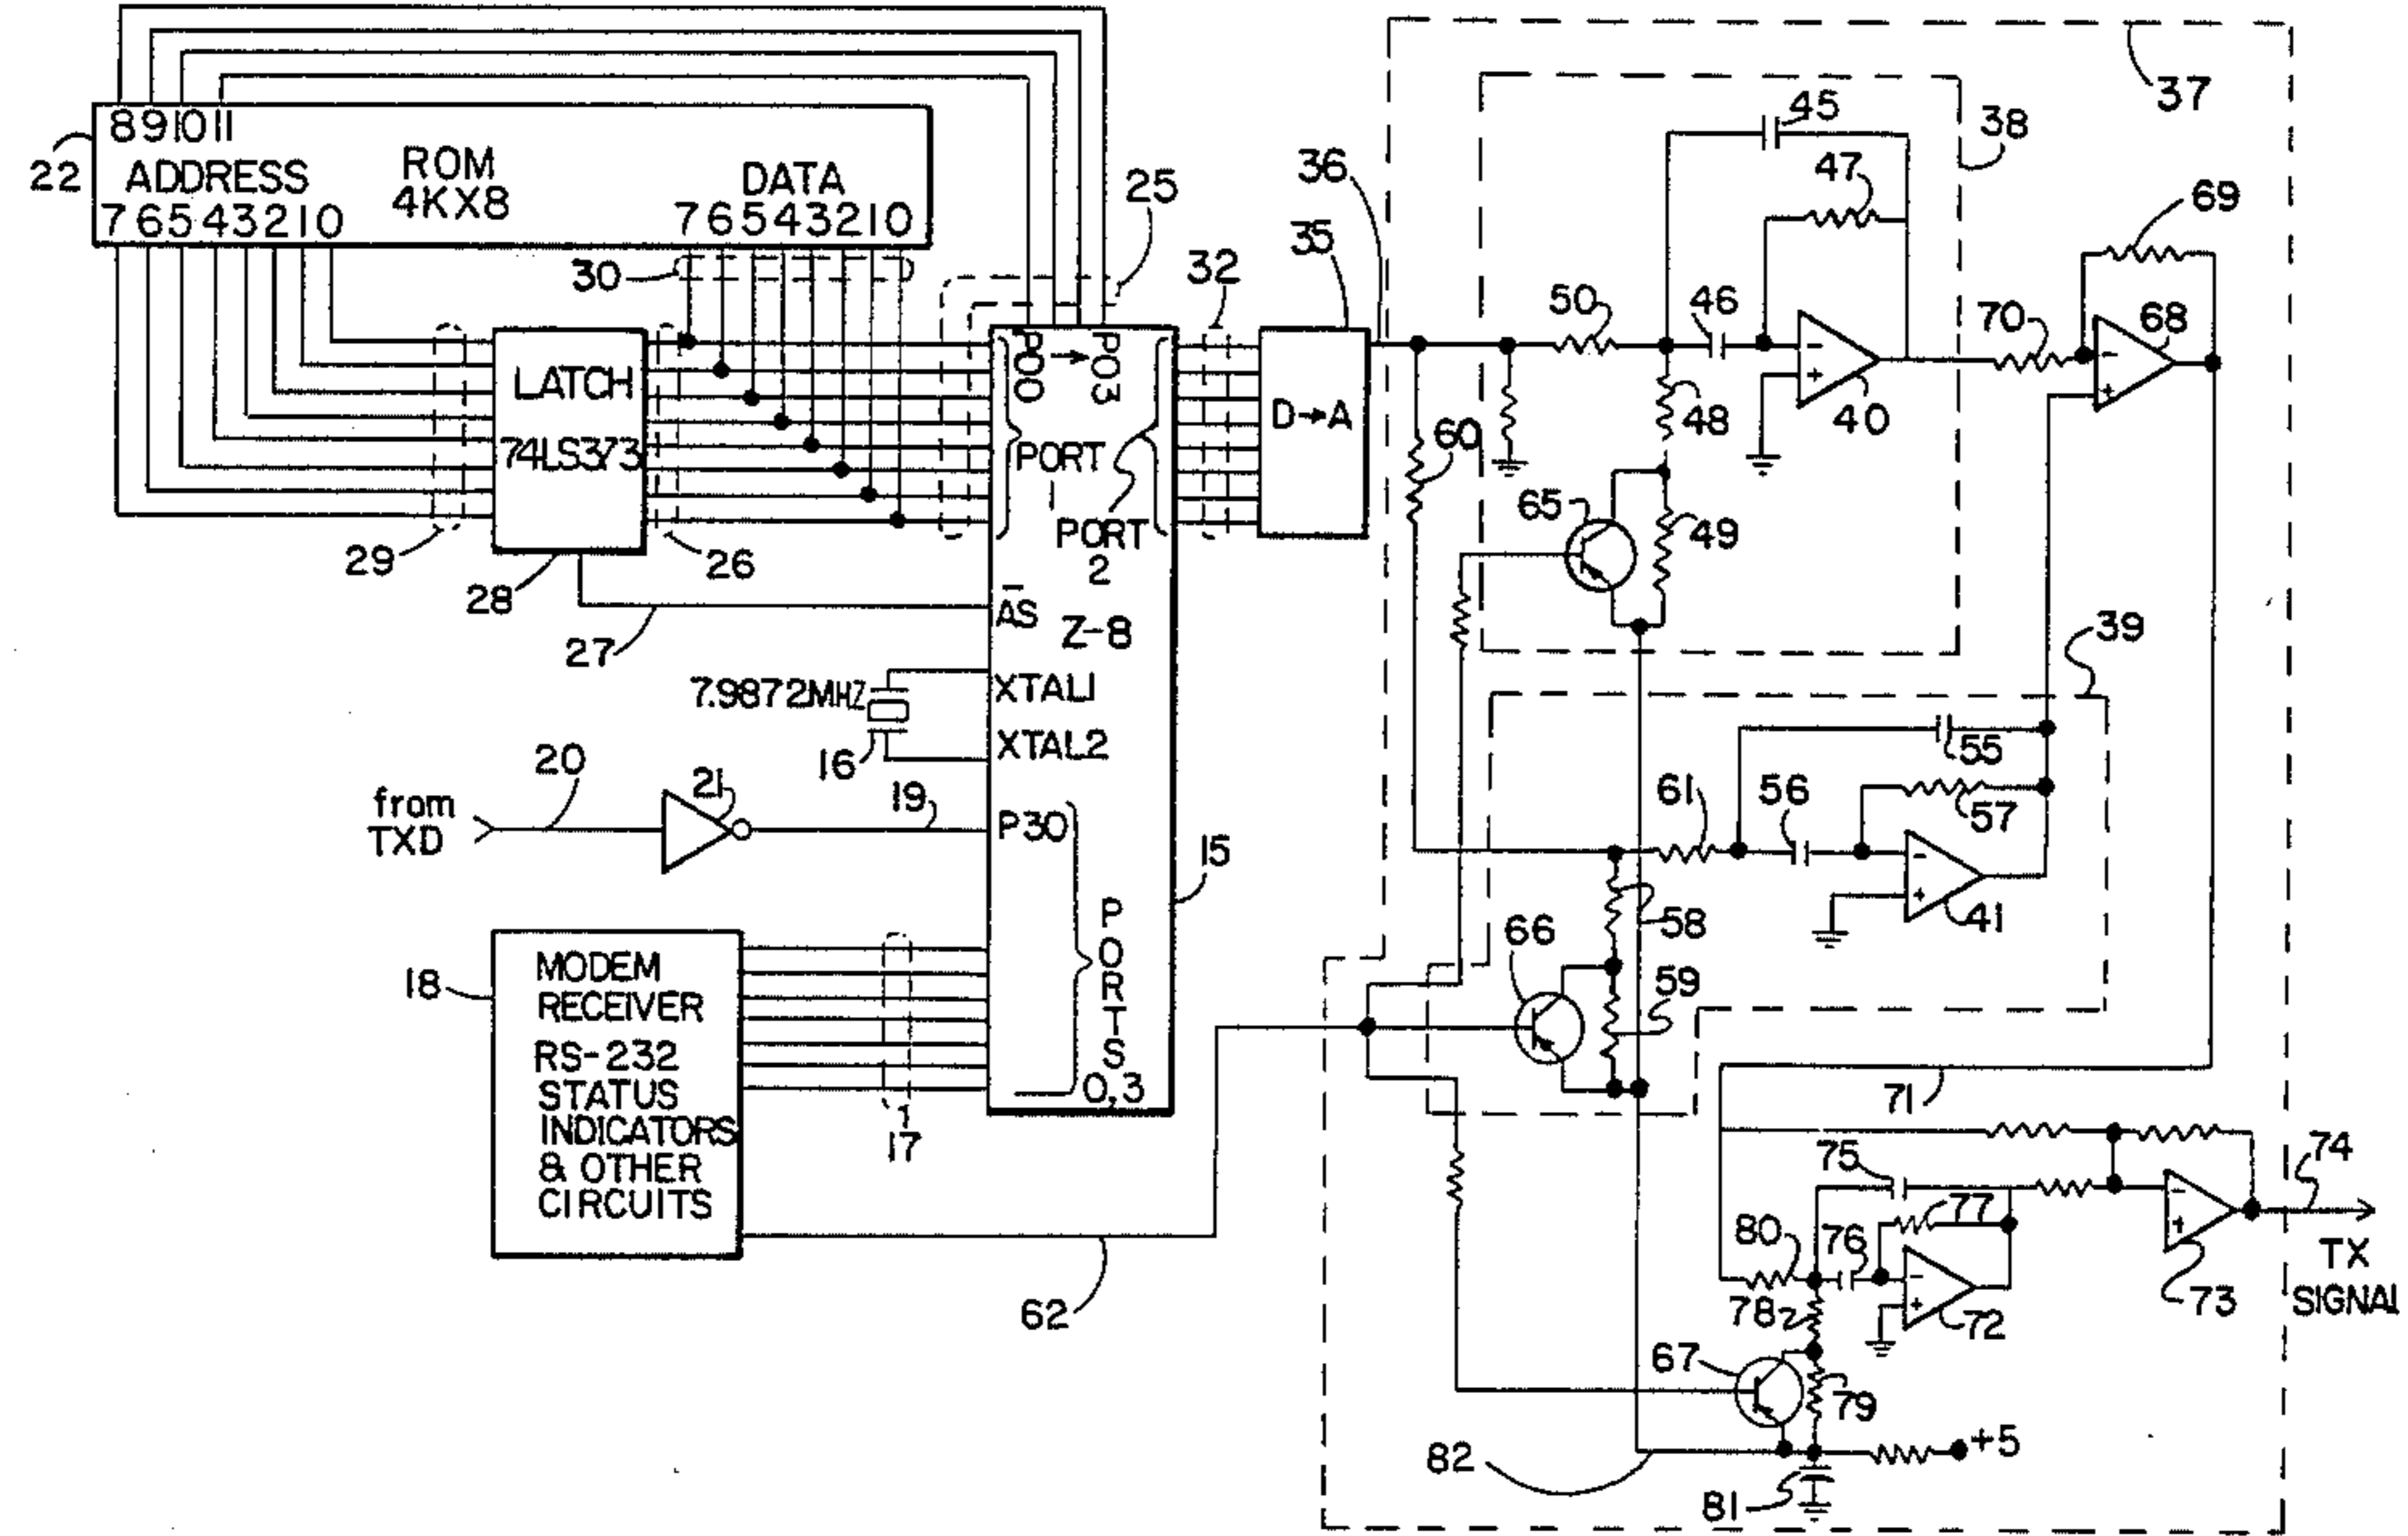 8 9 10 11
ADDRESS
ROM
4KX8
DATA
7 6 5 4 3 2 1 0
7 6 5 4 3 2 1 0
22
30
25
32
LATCH
74LS373
29
28
26
27
P00→P03
PORT
1
PORT
2
AS
Z-8
XTAL1
XTAL2
7.9872MHZ
16
from
TXD
20
21
19
P30
PORTS
0,3
15
MODEM
RECEIVER
RS-232
STATUS
INDICATORS
& OTHER
CIRCUITS
18
17
62
D→A
35
36
37
38
45
47
50
46
48
-
+
40
60
65
49
69
70
-
+
68
39
55
57
61
56
-
+
41
58
66
59
71
75
77
74
80
76
78
-
+
72
-
+
73
TX
SIGNAL
67
79
82
+5
81